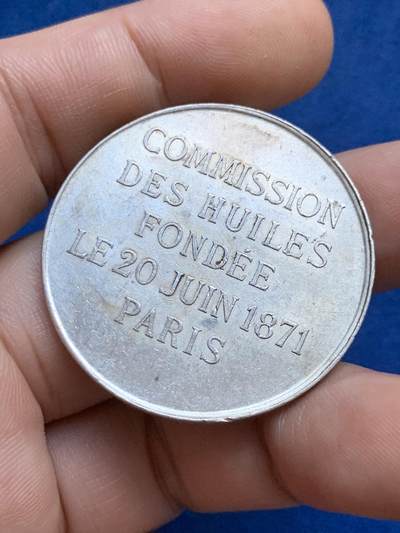 COMMISSION
DES HUILES
FONDÉE
LE 20 JUIN 1871
PARIS